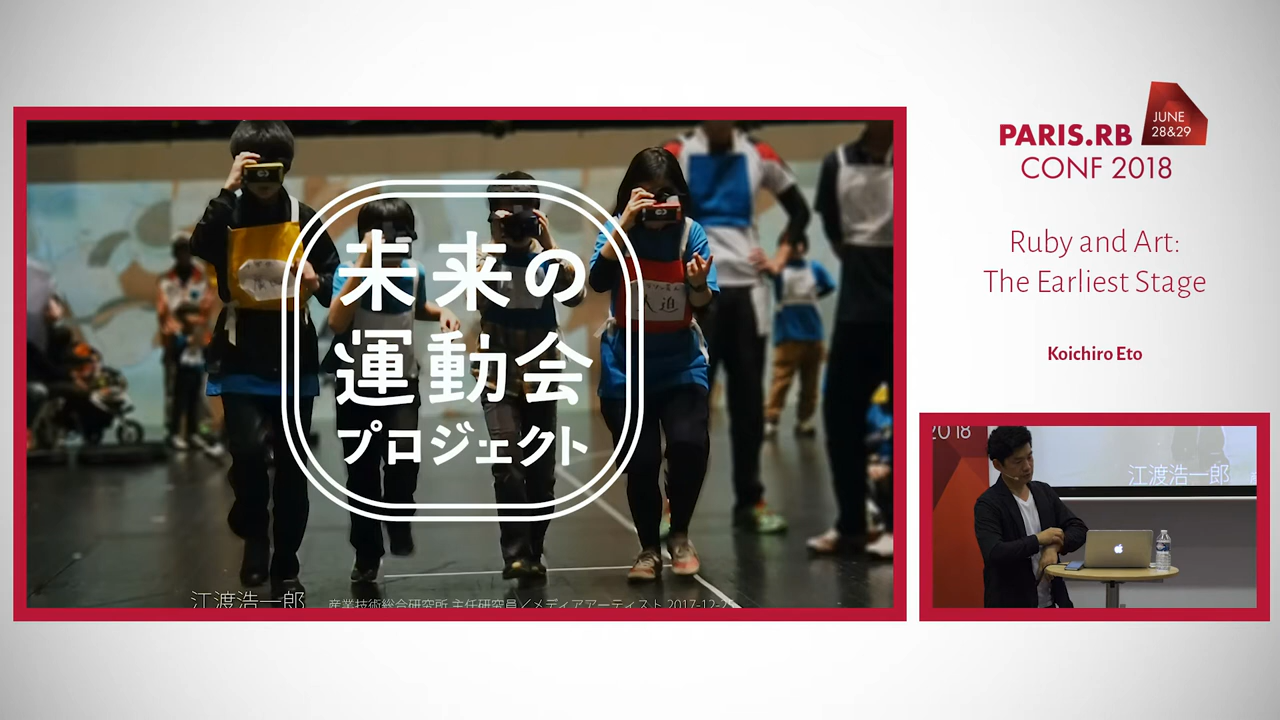 未来の
運動会
プロジェクト
江渡浩一郎 産業技術総合研究所 主任研究員／メディアアーティスト 2017-12-25
PARIS.RB
JUNE
28&29
CONF 2018
Ruby and Art:
The Earliest Stage
Koichiro Eto
2018
江渡浩一郎